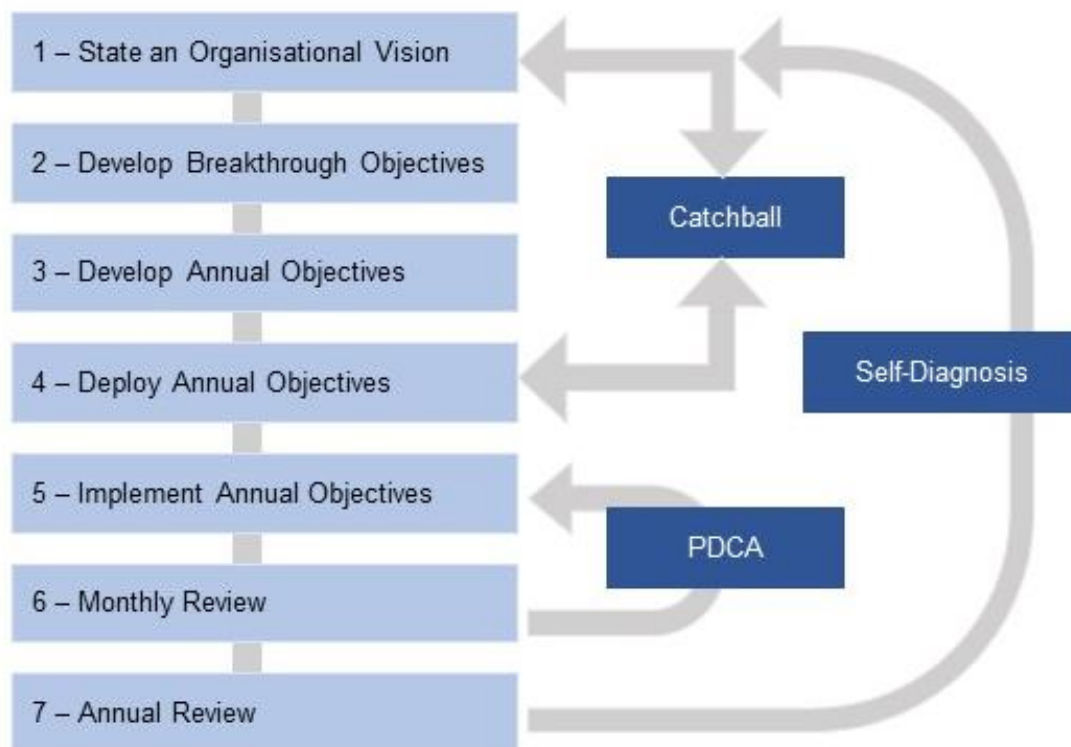 1 – State an Organisational Vision
2 – Develop Breakthrough Objectives
3 – Develop Annual Objectives
4 – Deploy Annual Objectives
5 – Implement Annual Objectives
6 – Monthly Review
7 – Annual Review
Catchball
Self-Diagnosis
PDCA